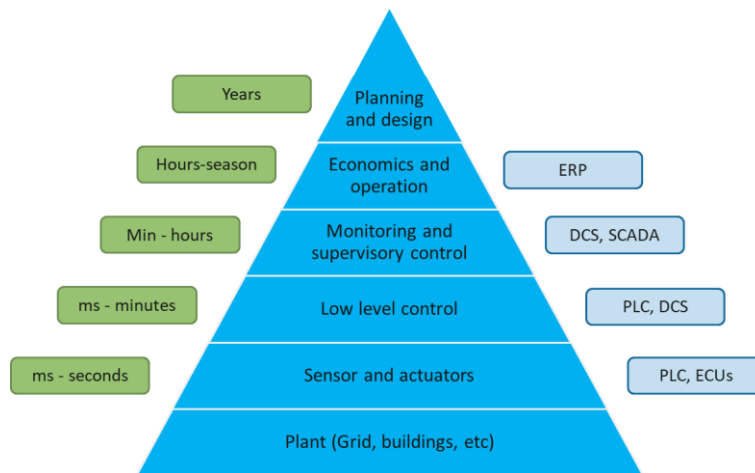 Years
Planning
and design
Hours-season
Economics and
operation
ERP
Min - hours
Monitoring and
supervisory control
DCS, SCADA
ms - minutes
Low level control
PLC, DCS
ms - seconds
Sensor and actuators
PLC, ECUs
Plant (Grid, buildings, etc)